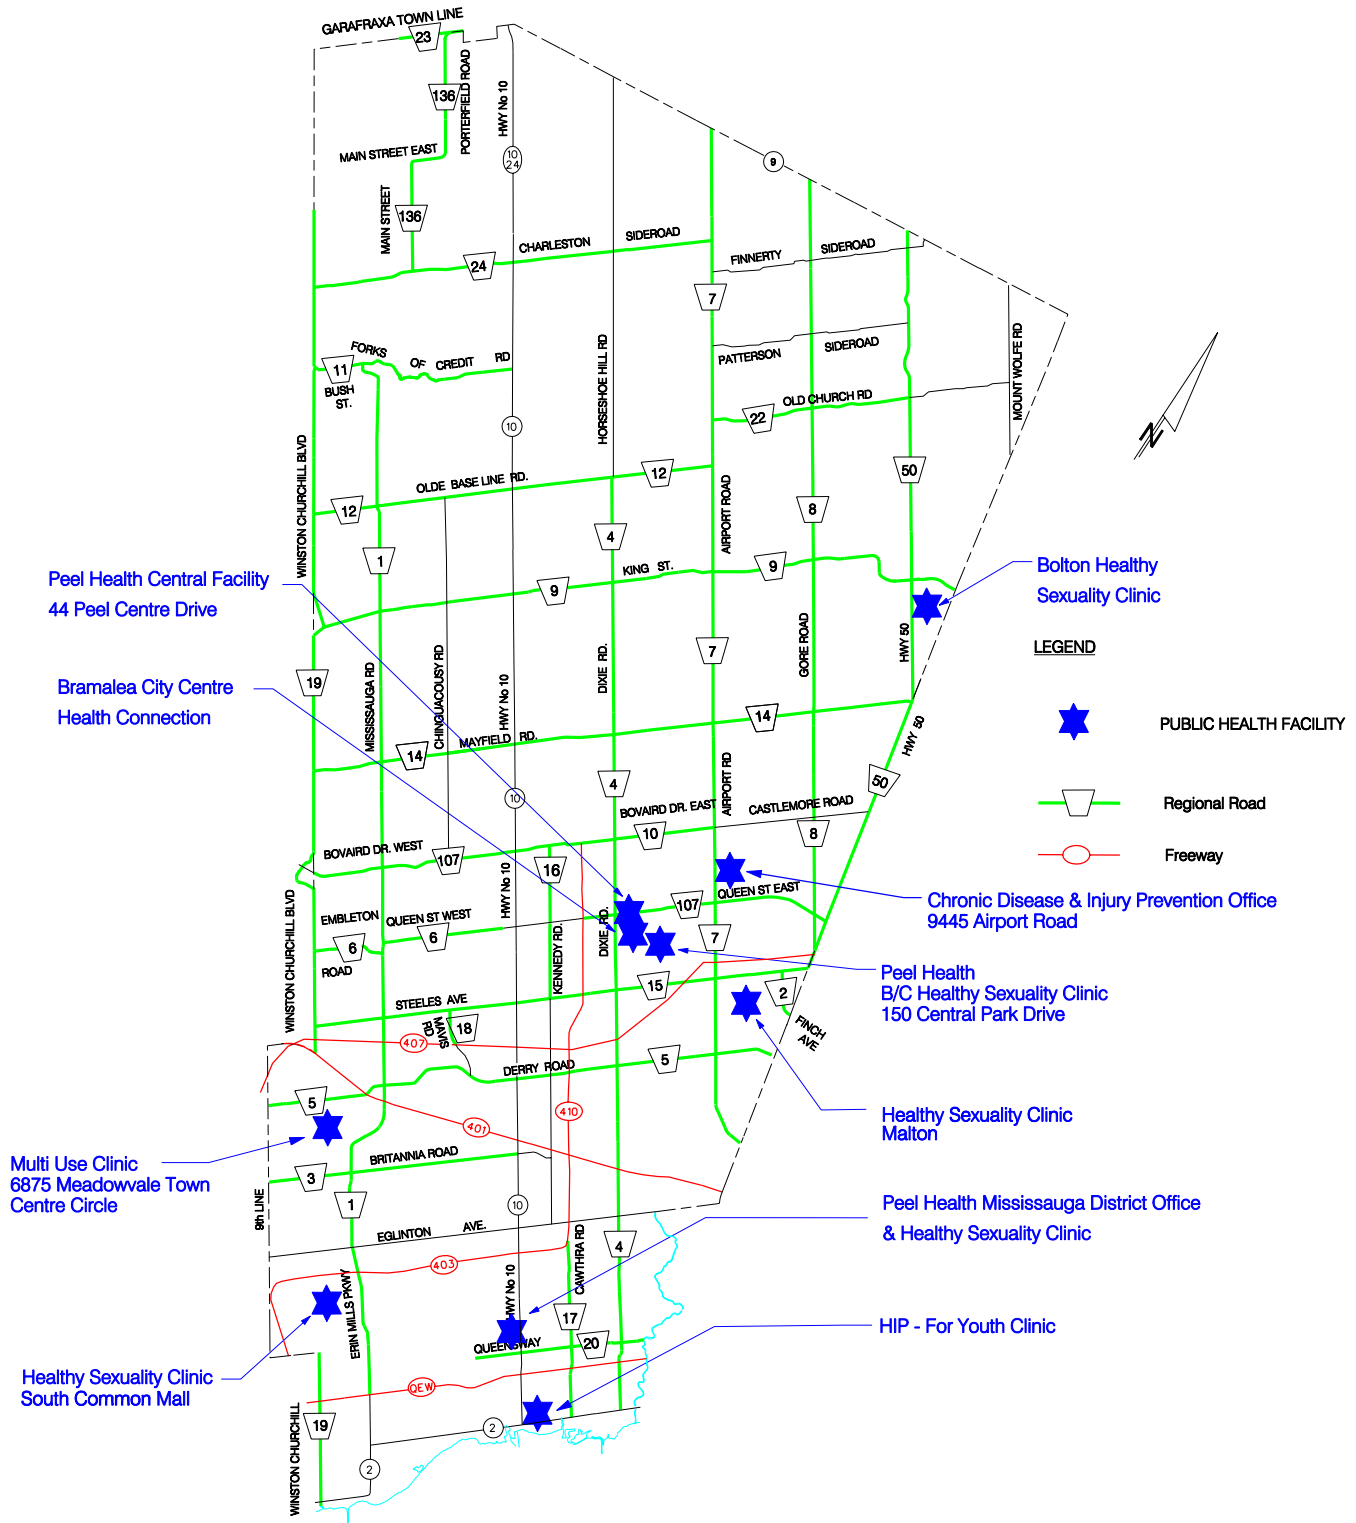 GARAFRAXA TOWN LINE
23
PORTERFIELD ROAD
136
HWY No 10
10
24
MAIN STREET EAST
9
MAIN STREET
136
CHARLESTON SIDEROAD
24
FINNERTY SIDEROAD
7
MOUNT WOLFE RD
PATTERSON SIDEROAD
HORSESHOE HILL RD
FORKS OF CREDIT RD
11
BUSH
ST.
OLD CHURCH RD
22
10
N
WINSTON CHURCHILL BLVD
OLDE BASE LINE RD.
12
12
50
AIRPORT ROAD
8
4
1
KING ST.
9
9
Peel Health Central Facility
44 Peel Centre Drive
Bolton Healthy
Sexuality Clinic
LEGEND
GORE ROAD
HWY 50
7
DIXIE RD.
CHINGUACOUSY RD
MISSISSAUGA RD
19
HWY No 10
Bramalea City Centre
Health Connection
PUBLIC HEALTH FACILITY
14
MAYFIELD RD.
14
HWY 50
50
4
AIRPORT RD
10
Regional Road
BOVAIRD DR. EAST
CASTLEMORE ROAD
10
8
Freeway
BOVAIRD DR. WEST
107
16
HWY No 10
WINSTON CHURCHILL BLVD
QUEEN ST EAST
107
Chronic Disease & Injury Prevention Office
9445 Airport Road
EMBLETON
QUEEN ST WEST
6
6
ROAD
KENNEDY RD.
DIXIE RD.
7
Peel Health
B/C Healthy Sexuality Clinic
150 Central Park Drive
STEELES AVE
15
2
FINCH
AVE
MAVIS
RD
18
407
DERRY ROAD
5
5
410
401
Healthy Sexuality Clinic
Malton
Multi Use Clinic
6875 Meadowvale Town
Centre Circle
BRITANNIA ROAD
3
9th LINE
1
10
Peel Health Mississauga District Office
& Healthy Sexuality Clinic
EGLINTON AVE.
CAWTHRA RD
4
403
HWY No 10
ERIN MILLS PKWY
17
20
QUEENSWAY
HIP - For Youth Clinic
Healthy Sexuality Clinic
South Common Mall
QEW
WINSTON CHURCHILL
19
2
2